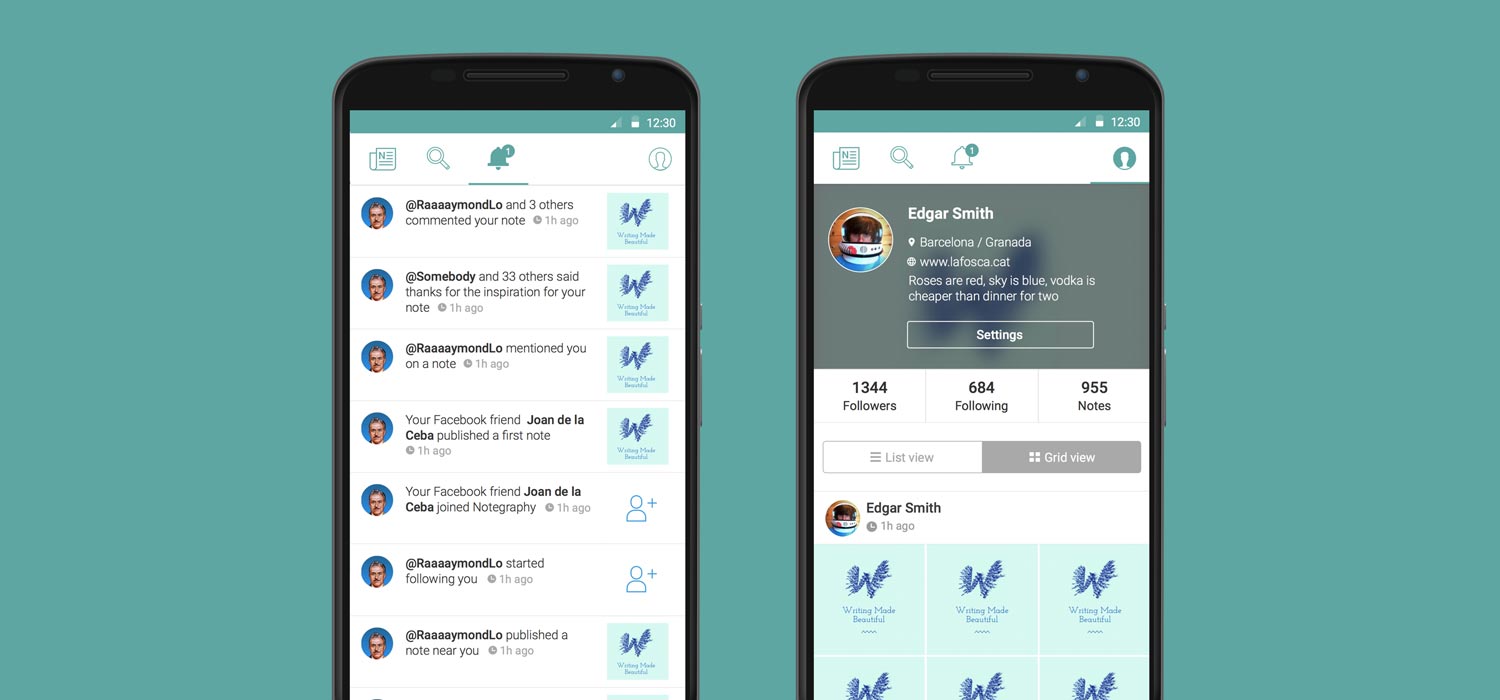 12:30
N
1
@RaaaaymondLo and 3 others
commented your note 1h ago
Writing Made
Beautiful
@Somebody and 33 others said
thanks for the inspiration for your
note 1h ago
Writing Made
Beautiful
@RaaaaymondLo mentioned you
on a note 1h ago
Writing Made
Beautiful
Your Facebook friend Joan de la
Ceba published a first note
1h ago
Writing Made
Beautiful
Your Facebook friend Joan de la
Ceba joined Notegraphy 1h ago
@RaaaaymondLo started
following you 1h ago
@RaaaaymondLo published a
note near you 1h ago
Writing Made
Beautiful
12:30
N
1
Edgar Smith
Barcelona / Granada
www.lafosca.cat
Roses are red, sky is blue, vodka is
cheaper than dinner for two
Settings
1344 684 955
Followers Following Notes
List view Grid view
Edgar Smith
1h ago
Writing Made Writing Made Writing Made
Beautiful Beautiful Beautiful